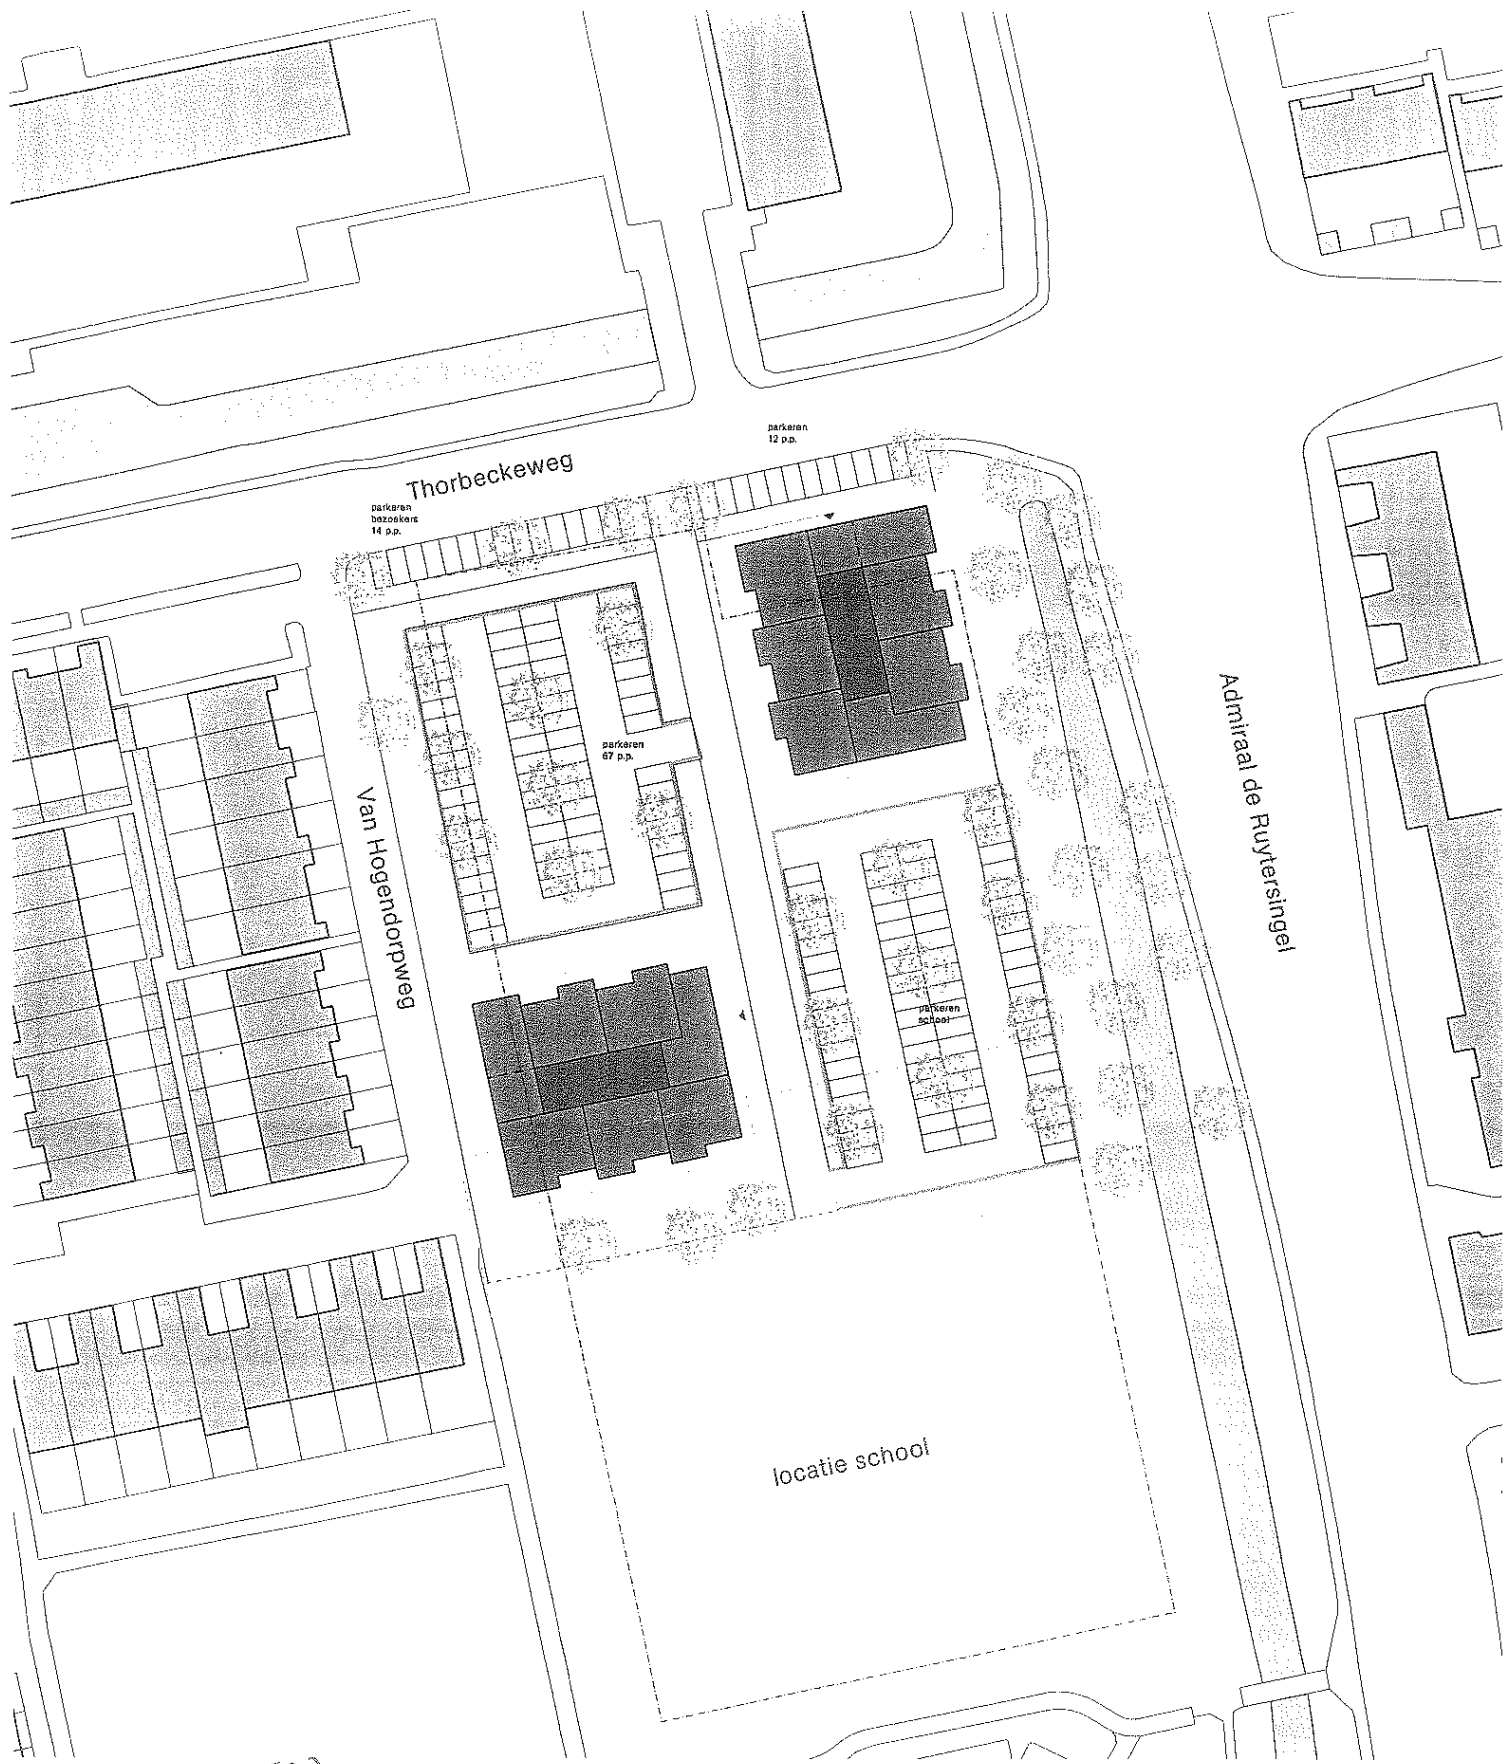 parkeren
12 p.p.
Thorbeckeweg
parkeren
bezoekers
14 p.p.
Admiraal de Ruytersingel
parkeren
67 p.p.
Van Hogendorpweg
parkeren
school
locatie school